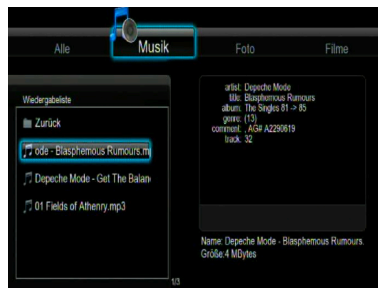 Alle
Musik
Foto
Filme
Wiedergabeliste
Zurück
ode - Blasphemous Rumours.m
Depeche Mode - Get The Balan
01 Fields of Athenry.mp3
1/3
artist: Depeche Mode
title: Blasphemous Rumours
album: The Singles 81 -> 85
genre: (13)
comment: , AG# A2290619
track: 32
Name: Depeche Mode - Blasphemous Rumours.
Größe:4 MBytes